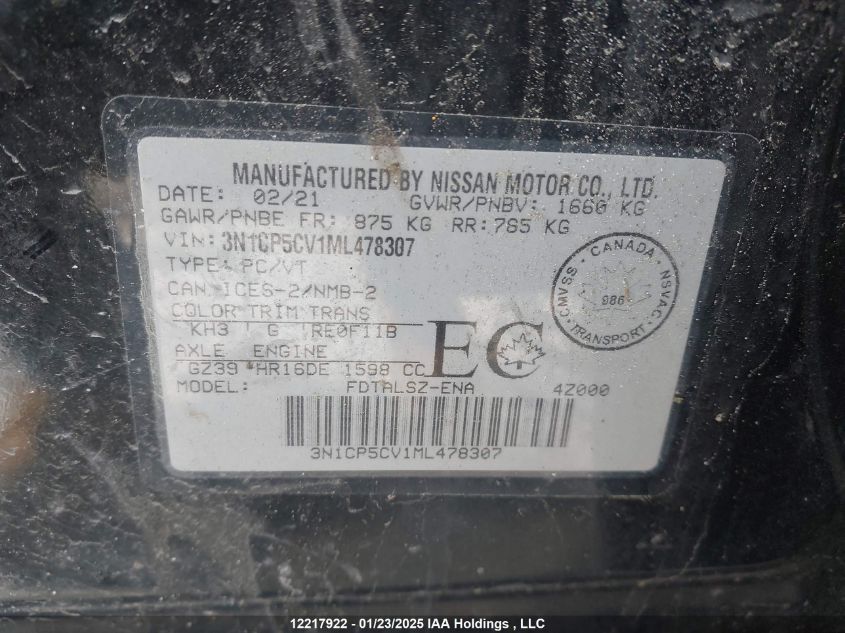 MANUFACTURED BY NISSAN MOTOR CO., LTD.
DATE: 02/21 GVWR/PNBV: 1660 KG
GAWR/PNBE FR: 875 KG RR: 785 KG
VIN: 3N1CP5CV1ML478307
TYPE: PC/VT
CAN ICES-2/NMB-2
COLOR TRIM TRANS
KH3 G RE0F11B
AXLE ENGINE
GZ39 HR16DE 1598 CC
EC
MODEL: FDTALSZ-ENA 4Z000
3N1CP5CV1ML478307
CMVSS · CANADA · NSVAC · TRANSPORT ·
986
12217922 - 01/23/2025 IAA Holdings , LLC